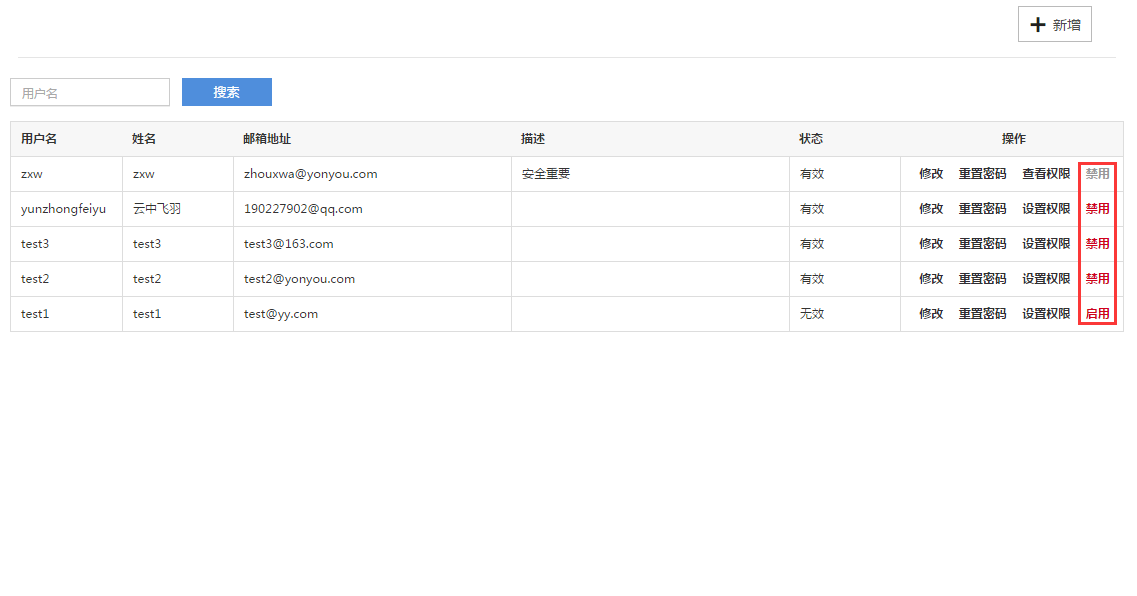 新增
用户名 搜索
用户名 姓名 邮箱地址 描述 状态 操作
zxw zxw zhouxwa@yonyou.com 安全重要 有效 修改 重置密码 查看权限 禁用
yunzhongfeiyu 云中飞羽 190227902@qq.com 有效 修改 重置密码 设置权限 禁用
test3 test3 test3@163.com 有效 修改 重置密码 设置权限 禁用
test2 test2 test2@yonyou.com 有效 修改 重置密码 设置权限 禁用
test1 test1 test@yy.com 无效 修改 重置密码 设置权限 启用